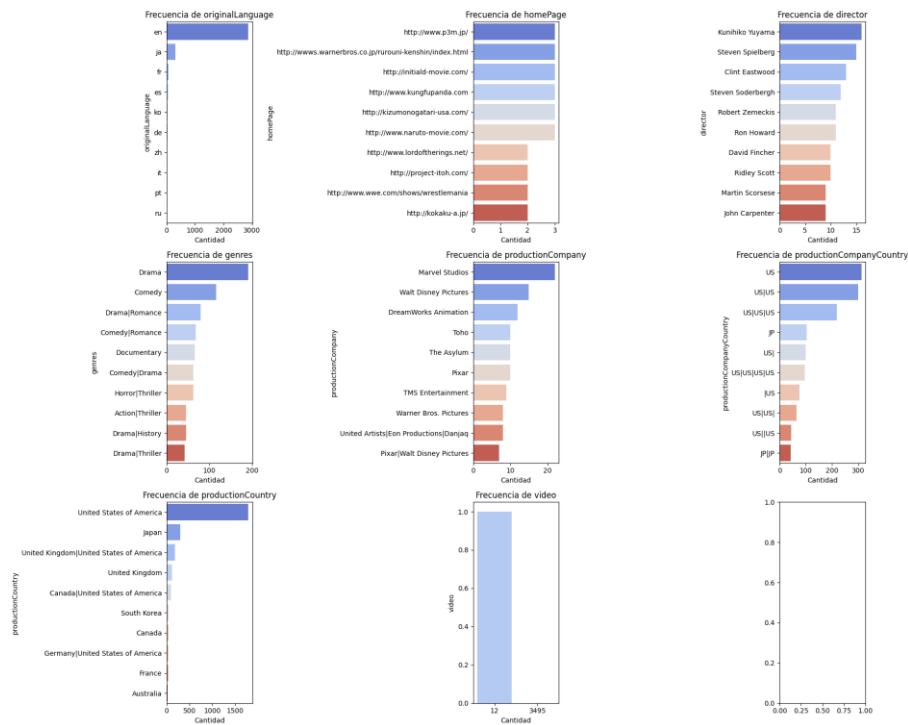 Frecuencia de originalLanguage
en
ja
fr
es
ko
de
zh
it
pt
ru
originalLanguage
0 1000 2000 3000
Cantidad
Frecuencia de homePage
http://www.p3m.jp/
http://wwws.warnerbros.co.jp/rurouni-kenshin/index.html
http://initiald-movie.com/
http://www.kungfupanda.com
http://kizumonogatari-usa.com/
http://www.naruto-movie.com/
http://www.lordoftherings.net/
http://project-itoh.com/
http://www.wwe.com/shows/wrestlemania
http://kokaku-a.jp/
homePage
0 1 2 3
Cantidad
Frecuencia de director
Kunihiko Yuyama
Steven Spielberg
Clint Eastwood
Steven Soderbergh
Robert Zemeckis
Ron Howard
David Fincher
Ridley Scott
Martin Scorsese
John Carpenter
director
0 5 10 15
Cantidad
Frecuencia de genres
Drama
Comedy
Drama|Romance
Comedy|Romance
Documentary
Comedy|Drama
Horror|Thriller
Action|Thriller
Drama|History
Drama|Thriller
genres
0 100 200
Cantidad
Frecuencia de productionCompany
Marvel Studios
Walt Disney Pictures
DreamWorks Animation
Toho
The Asylum
Pixar
TMS Entertainment
Warner Bros. Pictures
United Artists|Eon Productions|Danjaq
Pixar|Walt Disney Pictures
productionCompany
0 10 20
Cantidad
Frecuencia de productionCompanyCountry
US
US|US
US|US|US
JP
US|
US|US|US|US
|US
US|US|
US||US
JP|JP
productionCompanyCountry
0 100 200 300
Cantidad
Frecuencia de productionCountry
United States of America
Japan
United Kingdom|United States of America
United Kingdom
Canada|United States of America
South Korea
Canada
Germany|United States of America
France
Australia
productionCountry
0 500 1000 1500
Cantidad
Frecuencia de video
1.0
0.8
0.6
0.4
0.2
0.0
video
12 3495
Cantidad
1.0
0.8
0.6
0.4
0.2
0.0
0.00 0.25 0.50 0.75 1.00